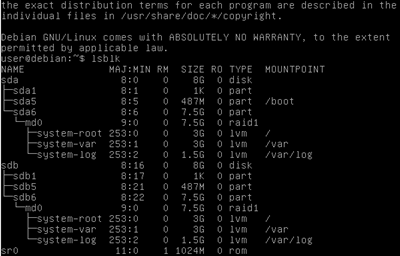 the exact distribution terms for each program are described in the
individual files in /usr/share/doc/*/copyright.
Debian GNU/Linux comes with ABSOLUTELY NO WARRANTY, to the extent
permitted by applicable law.
user@debian:~$ lsblk
NAME                MAJ:MIN RM  SIZE RO TYPE  MOUNTPOINT
sda                   8:0    0    8G  0 disk
├─sda1                8:1    0    1K  0 part
├─sda5                8:5    0  487M  0 part  /boot
└─sda6                8:6    0  7.5G  0 part
  └─md0               9:0    0  7.5G  0 raid1
    ├─system-root   253:0    0    3G  0 lvm   /
    ├─system-var    253:1    0    3G  0 lvm   /var
    └─system-log    253:2    0  1.5G  0 lvm   /var/log
sdb                   8:16   0    8G  0 disk
├─sdb1                8:17   0    1K  0 part
├─sdb5                8:21   0  487M  0 part
└─sdb6                8:22   0  7.5G  0 part
  └─md0               9:0    0  7.5G  0 raid1
    ├─system-root   253:0    0    3G  0 lvm   /
    ├─system-var    253:1    0    3G  0 lvm   /var
    └─system-log    253:2    0  1.5G  0 lvm   /var/log
sr0                  11:0    1 1024M  0 rom